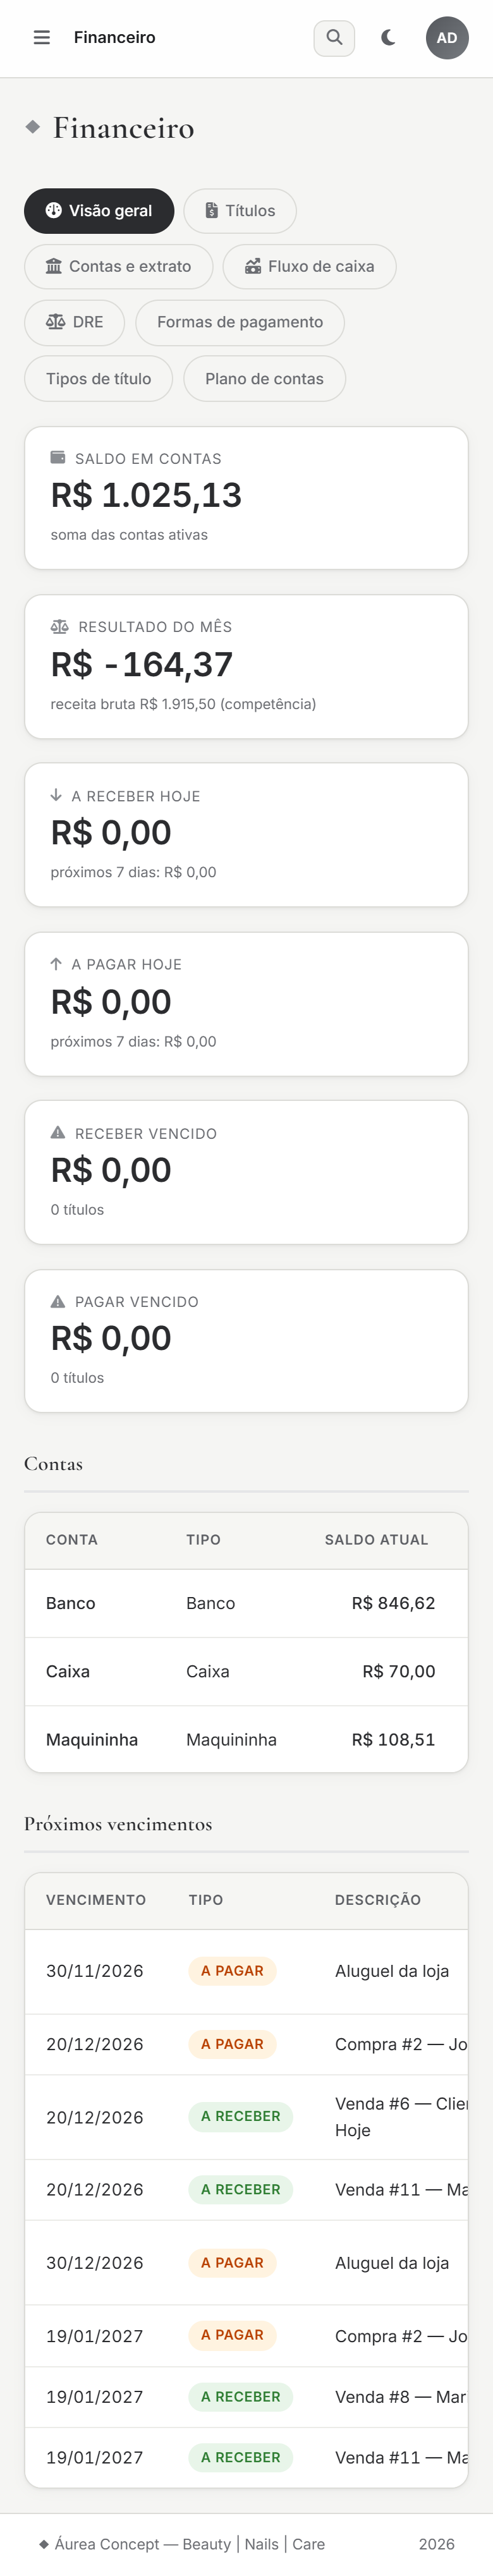 Financeiro
AD
Financeiro
Visão geral
Títulos
Contas e extrato
Fluxo de caixa
DRE
Formas de pagamento
Tipos de título
Plano de contas
SALDO EM CONTAS
R$ 1.025,13
soma das contas ativas
RESULTADO DO MÊS
R$ -164,37
receita bruta R$ 1.915,50 (competência)
A RECEBER HOJE
R$ 0,00
próximos 7 dias: R$ 0,00
A PAGAR HOJE
R$ 0,00
próximos 7 dias: R$ 0,00
RECEBER VENCIDO
R$ 0,00
0 títulos
PAGAR VENCIDO
R$ 0,00
0 títulos
Contas
CONTA TIPO SALDO ATUAL
Banco Banco R$ 846,62
Caixa Caixa R$ 70,00
Maquininha Maquininha R$ 108,51
Próximos vencimentos
VENCIMENTO TIPO DESCRIÇÃO
30/11/2026 A PAGAR Aluguel da loja
20/12/2026 A PAGAR Compra #2 — Jo
20/12/2026 A RECEBER Venda #6 — Clie
Hoje
20/12/2026 A RECEBER Venda #11 — Ma
30/12/2026 A PAGAR Aluguel da loja
19/01/2027 A PAGAR Compra #2 — Jo
19/01/2027 A RECEBER Venda #8 — Mar
19/01/2027 A RECEBER Venda #11 — Ma
Áurea Concept — Beauty | Nails | Care 2026